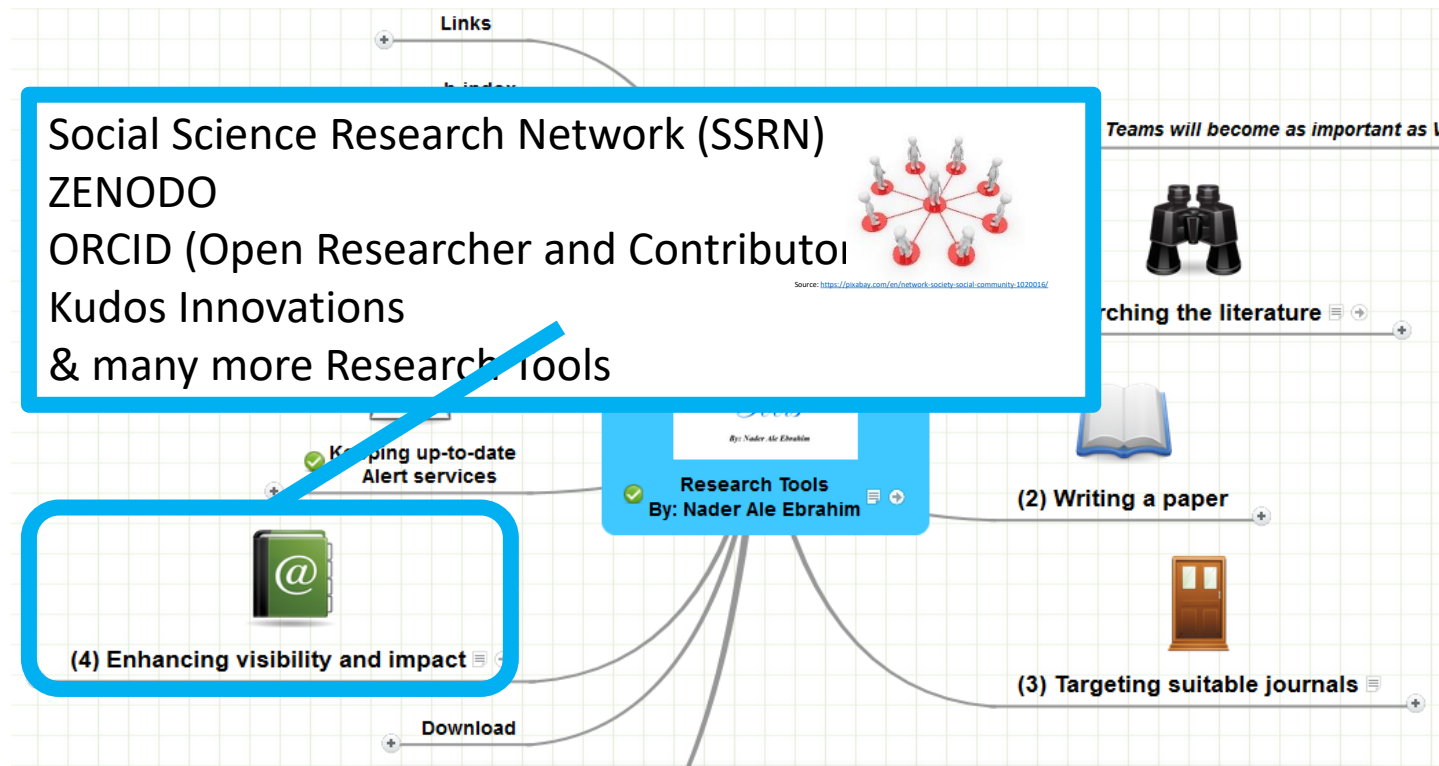 Links
h-index
Social Science Research Network (SSRN)
ZENODO
ORCID (Open Researcher and Contributor
Kudos Innovations
& many more Research Tools
Source: https://pixabay.com/en/network-society-social-community-1020016/
Teams will become as important as
rching the literature
By: Nader Ale Ebrahim
Keeping up-to-date
Alert services
Research Tools
By: Nader Ale Ebrahim
(2) Writing a paper
@
(4) Enhancing visibility and impact
(3) Targeting suitable journals
Download